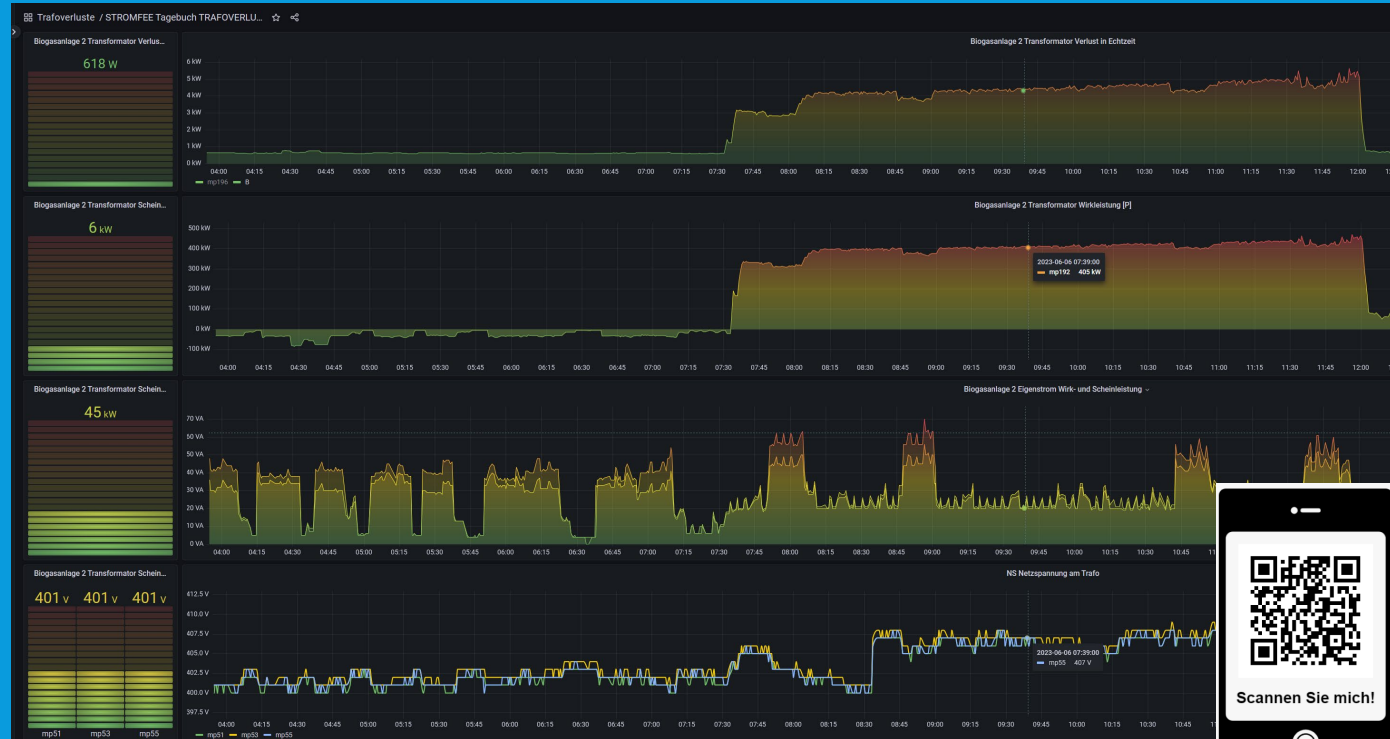 Trafoverluste / STROMFEE Tagebuch TRAFOVERLU...
Biogasanlage 2 Transformator Verlus...
618 W
Biogasanlage 2 Transformator Verlust in Echtzeit
6 kW
5 kW
4 kW
3 kW
2 kW
1 kW
0 kW
04:00 04:15 04:30 04:45 05:00 05:15 05:30 05:45 06:00 06:15 06:30 06:45 07:00 07:15 07:30 07:45 08:00 08:15 08:30 08:45 09:00 09:15 09:30 09:45 10:00 10:15 10:30 10:45 11:00 11:15 11:30 11:45 12:00
mp196 B
Biogasanlage 2 Transformator Schein...
6 kW
Biogasanlage 2 Transformator Wirkleistung [P]
500 kW
400 kW
300 kW
200 kW
100 kW
0 kW
-100 kW
2023-06-06 07:39:00
mp192 405 kW
04:00 04:15 04:30 04:45 05:00 05:15 05:30 05:45 06:00 06:15 06:30 06:45 07:00 07:15 07:30 07:45 08:00 08:15 08:30 08:45 09:00 09:15 09:30 09:45 10:00 10:15 10:30 10:45 11:00 11:15 11:30 11:45 12:00
Biogasanlage 2 Transformator Schein...
45 kW
Biogasanlage 2 Eigenstrom Wirk- und Scheinleistung
70 VA
60 VA
50 VA
40 VA
30 VA
20 VA
10 VA
0 VA
04:00 04:15 04:30 04:45 05:00 05:15 05:30 05:45 06:00 06:15 06:30 06:45 07:00 07:15 07:30 07:45 08:00 08:15 08:30 08:45 09:00 09:15 09:30 09:45 10:00 10:15 10:30 10:45
Biogasanlage 2 Transformator Schein...
401 V 401 V 401 V
mp51 mp53 mp55
NS Netzspannung am Trafo
412.5 V
410.0 V
407.5 V
405.0 V
402.5 V
400.0 V
397.5 V
2023-06-06 07:39:00
mp55 407 V
04:00 04:15 04:30 04:45 05:00 05:15 05:30 05:45 06:00 06:15 06:30 06:45 07:00 07:15 07:30 07:45 08:00 08:15 08:30 08:45 09:00 09:15 09:30 09:45 10:00 10:15 10:30 10:45
mp51 mp53 mp55
Scannen Sie mich!